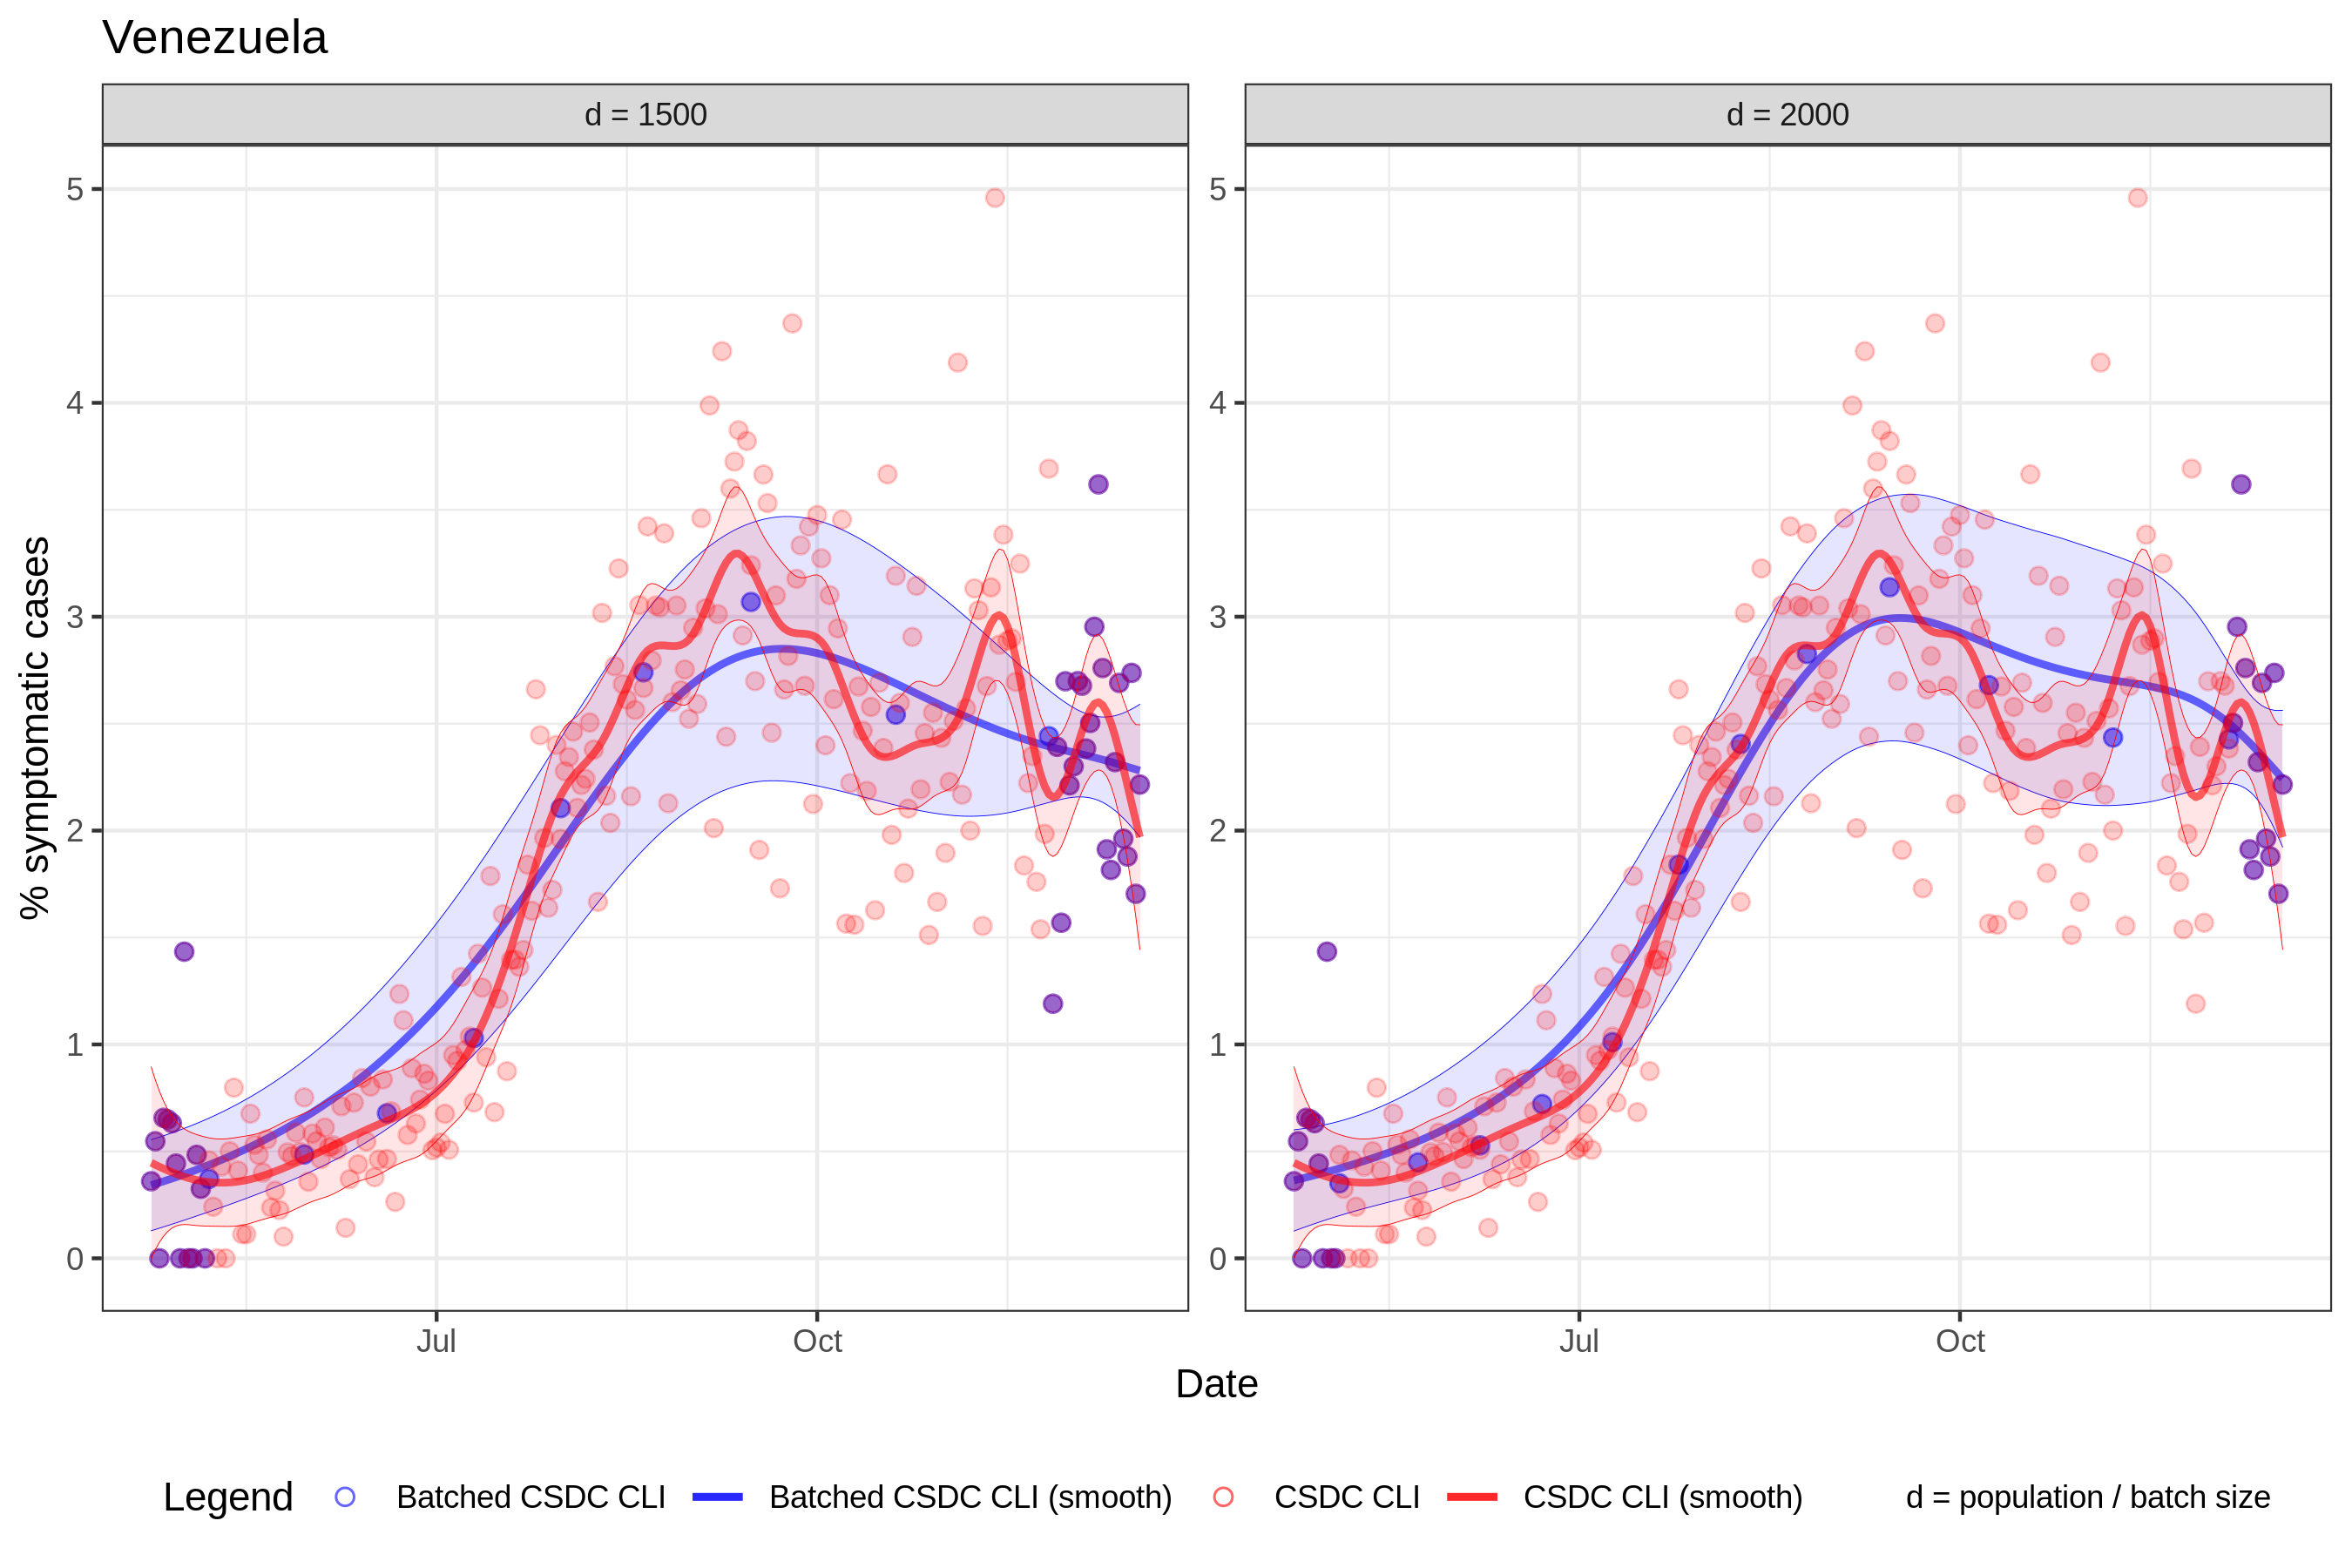 Venezuela
d = 1500
d = 2000
% symptomatic cases
5
4
3
2
1
0
5
4
3
2
1
0
Jul
Oct
Jul
Oct
Date
Legend
Batched CSDC CLI
Batched CSDC CLI (smooth)
CSDC CLI
CSDC CLI (smooth)
d = population / batch size